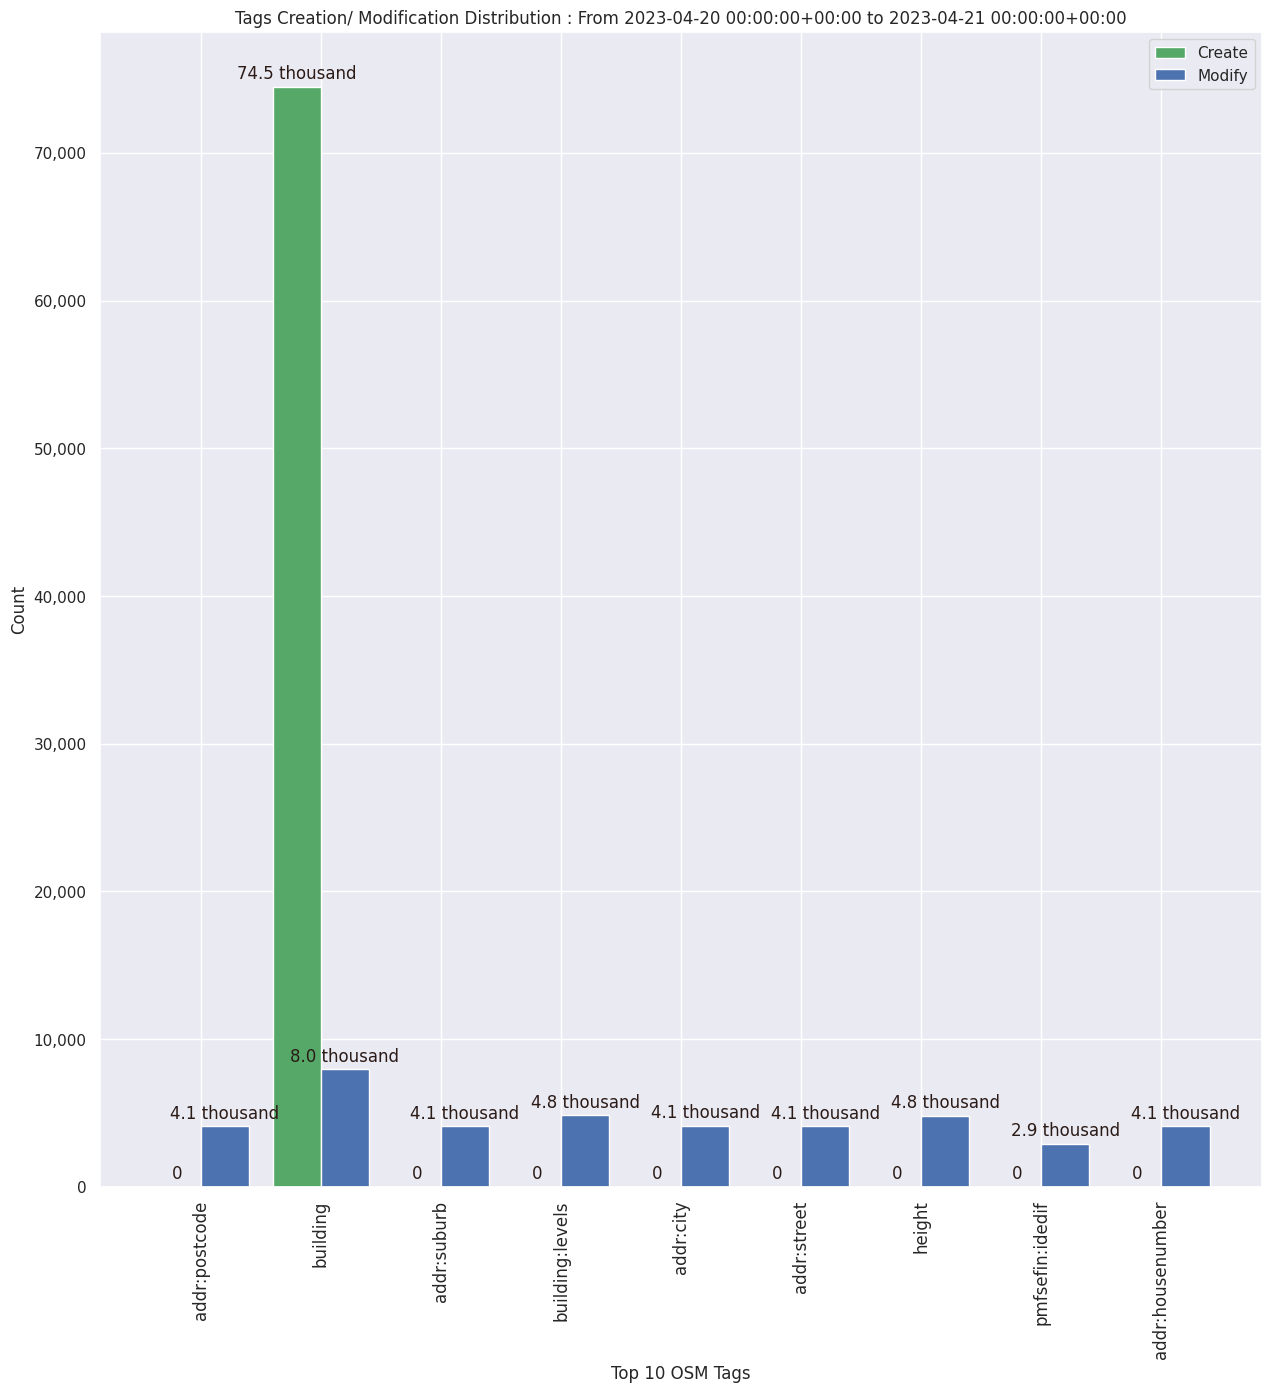 Tags Creation/ Modification Distribution : From 2023-04-20 00:00:00+00:00 to 2023-04-21 00:00:00+00:00
Create
Modify
74.5 thousand
70,000
60,000
50,000
40,000
30,000
20,000
10,000
0
Count
4.1 thousand
8.0 thousand
4.1 thousand
4.8 thousand
4.1 thousand
4.1 thousand
4.8 thousand
2.9 thousand
4.1 thousand
0
0
0
0
0
0
0
0
addr:postcode
building
addr:suburb
building:levels
addr:city
addr:street
height
pmfsefin:idedif
addr:housenumber
Top 10 OSM Tags